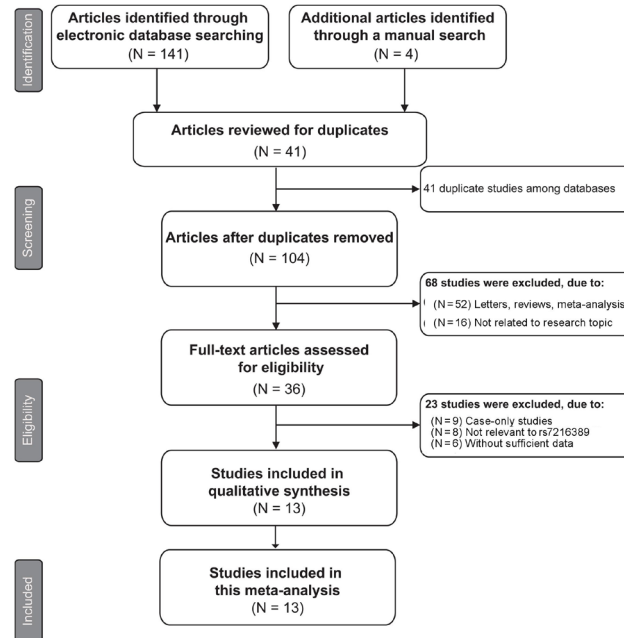 Identification
Articles identified through
electronic database searching
(N = 141)
Additional articles identified
through a manual search
(N = 4)
Articles reviewed for duplicates
(N = 41)
41 duplicate studies among databases
Screening
Articles after duplicates removed
(N = 104)
68 studies were excluded, due to:
(N = 52) Letters, reviews, meta-analysis
(N = 16) Not related to research topic
Full-text articles assessed
for eligibility
(N = 36)
Eligibility
23 studies were excluded, due to:
(N = 9) Case-only studies
(N = 8) Not relevant to rs7216389
(N = 6) Without sufficient data
Studies included in
qualitative synthesis
(N = 13)
Included
Studies included in
this meta-analysis
(N = 13)